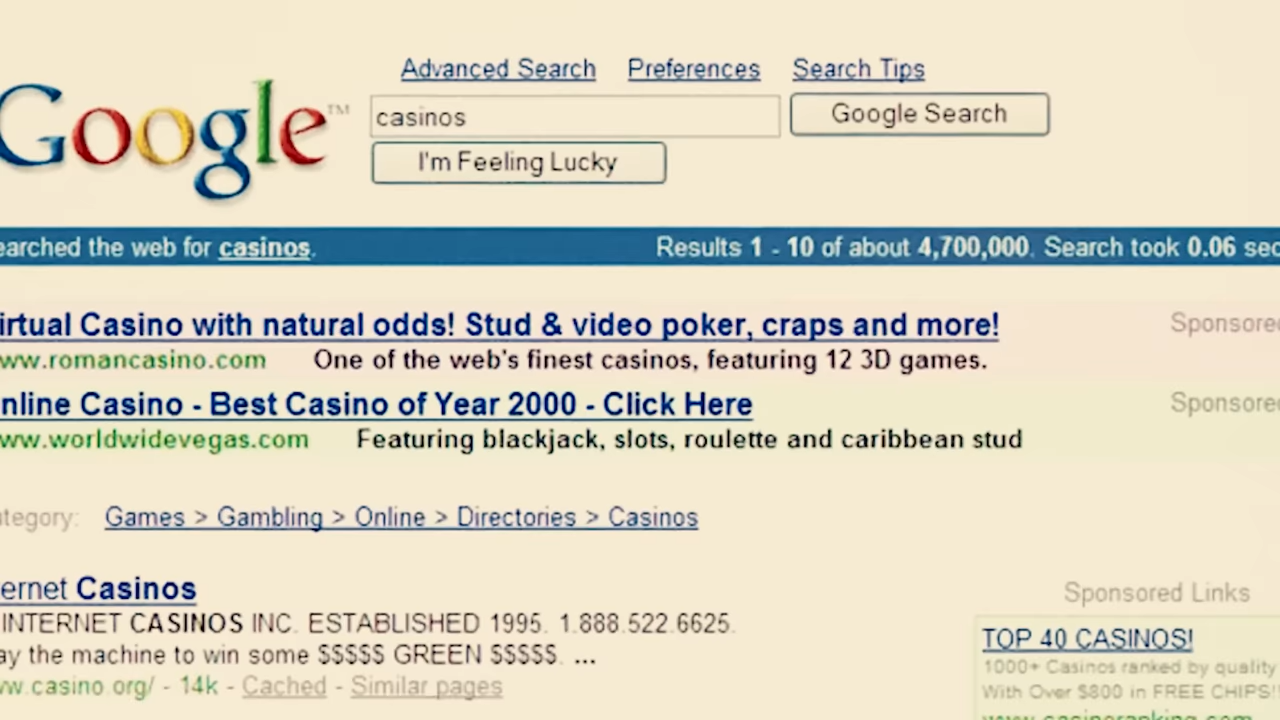 Advanced Search Preferences Search Tips
Google™ casinos Google Search
I'm Feeling Lucky
earched the web for casinos. Results 1 - 10 of about 4,700,000. Search took 0.06 sec
irtual Casino with natural odds! Stud & video poker, craps and more! Sponsored
ww.romancasino.com One of the web's finest casinos, featuring 12 3D games.
nline Casino - Best Casino of Year 2000 - Click Here Sponsored
ww.worldwidevegas.com Featuring blackjack, slots, roulette and caribbean stud
ategory: Games > Gambling > Online > Directories > Casinos
ernet Casinos
INTERNET CASINOS INC. ESTABLISHED 1995. 1.888.522.6625.
ay the machine to win some $$$$$ GREEN $$$$$. ...
ww.casino.org/ - 14k - Cached - Similar pages
Sponsored Links
TOP 40 CASINOS!
1000+ Casinos ranked by quality
With Over $800 in FREE CHIPS!!
www.casinoranking.com